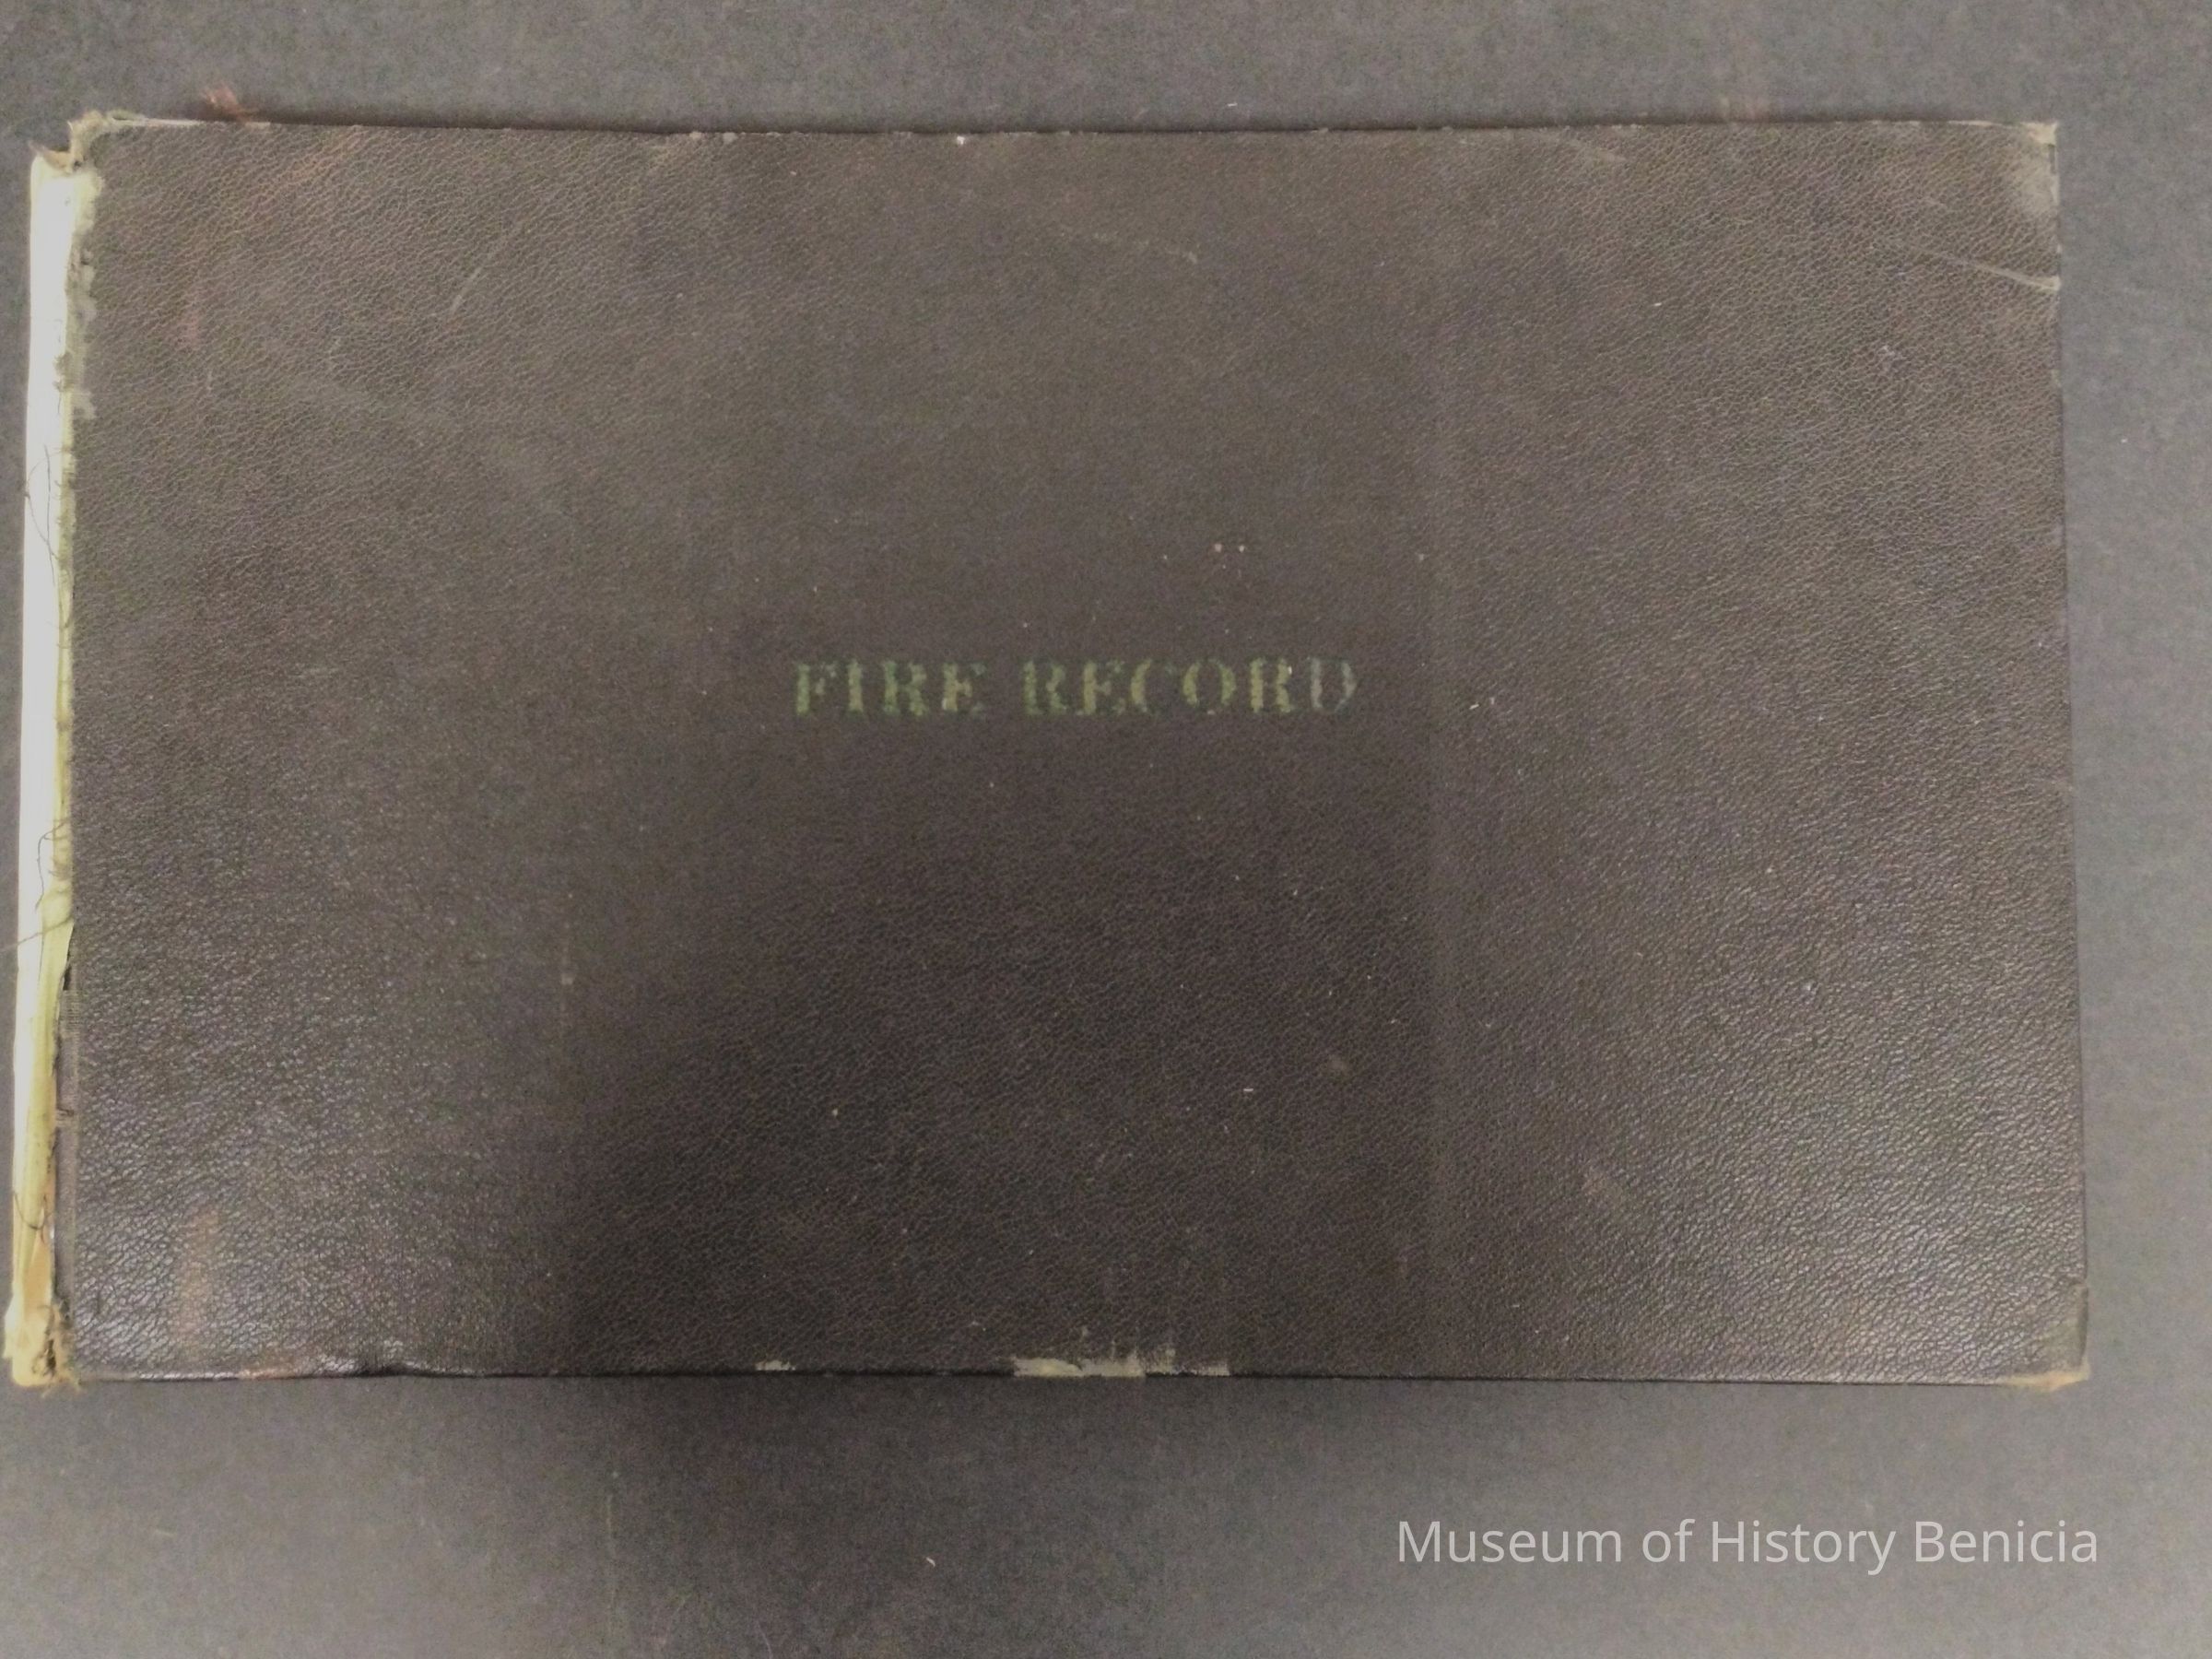 FIRE RECORD
Museum of History Benicia